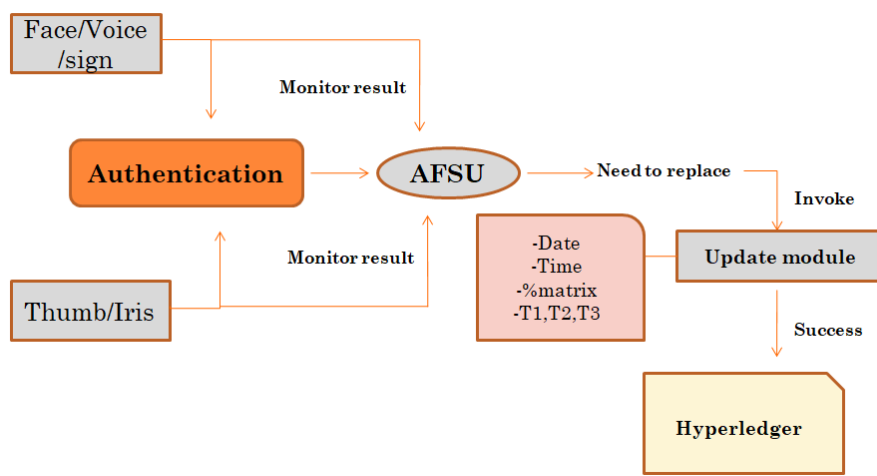 Face/Voice
/sign
Monitor result
Authentication
AFSU
Need to replace
Invoke
Monitor result
-Date
-Time
-%matrix
-T1,T2,T3
Update module
Thumb/Iris
Success
Hyperledger